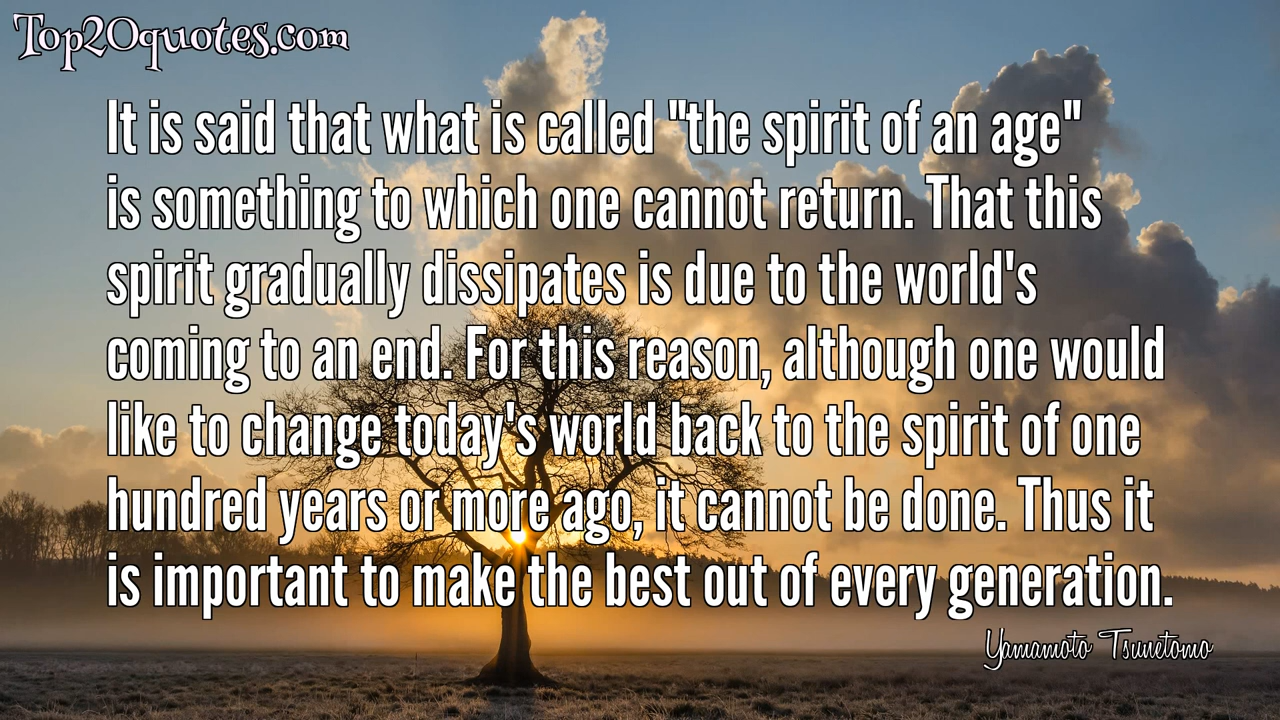 Top20quotes.com
It is said that what is called "the spirit of an age"
is something to which one cannot return. That this
spirit gradually dissipates is due to the world's
coming to an end. For this reason, although one would
like to change today's world back to the spirit of one
hundred years or more ago, it cannot be done. Thus it
is important to make the best out of every generation.
Yamamoto Tsunetomo